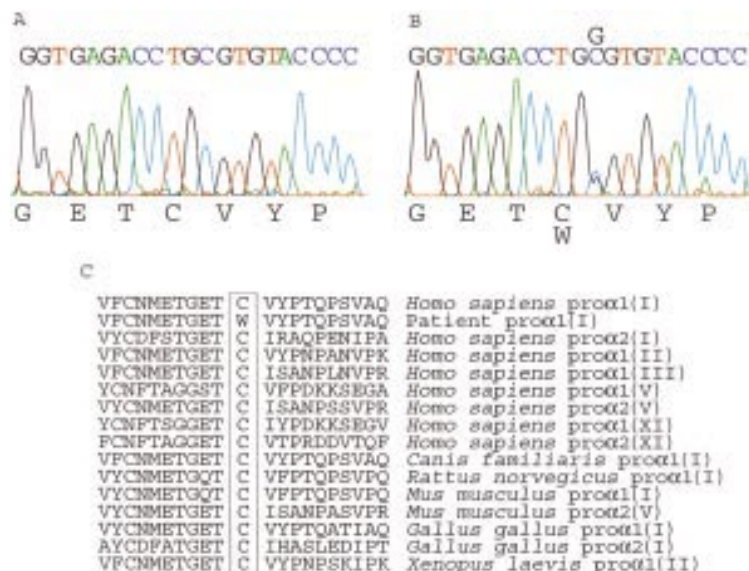 A
B
G
GGTGAGACCTGCGTGTACCCC
GGTGAGACCTGCGTGTACCCC
G E T C V Y P
G E T C V Y P
W
C
VFCNMETGET C VYPTQPSVAQ Homo sapiens proα1(I)
VFCNMETGET W VYPTQPSVAQ Patient proα1(I)
VYCDFSTGET C IRAQPENIPA Homo sapiens proα2(I)
VFCNMETGET C VYPNPANVPK Homo sapiens proα1(II)
VFCNMETGET C ISANPLNVPR Homo sapiens proα1(III)
YCNFTAGGST C VFPDKKSEGA Homo sapiens proα1(V)
VYCNMETGET C ISANPSSVPR Homo sapiens proα2(V)
YCNFTSGGET C IYPDKKSEGV Homo sapiens proα1(XI)
FCNFTAGGET C VTPRDDVTQF Homo sapiens proα2(XI)
VFCNMETGET C VYPTQPSVAQ Canis familiaris proα1(I)
VYCNMETGQT C VFPTQPSVPQ Rattus norvegicus proα1(I)
VYCNMETGQT C VFPTQPSVPQ Mus musculus proα1(I)
VYCNMETGET C ISANPASVPR Mus musculus proα2(V)
VYCNMETGET C VYPTQATIAQ Gallus gallus proα1(I)
AYCDFATGET C IHASLEDIPT Gallus gallus proα2(I)
VFCNMETGET C VYPNPSKIPK Xenopus laevis proα1(II)